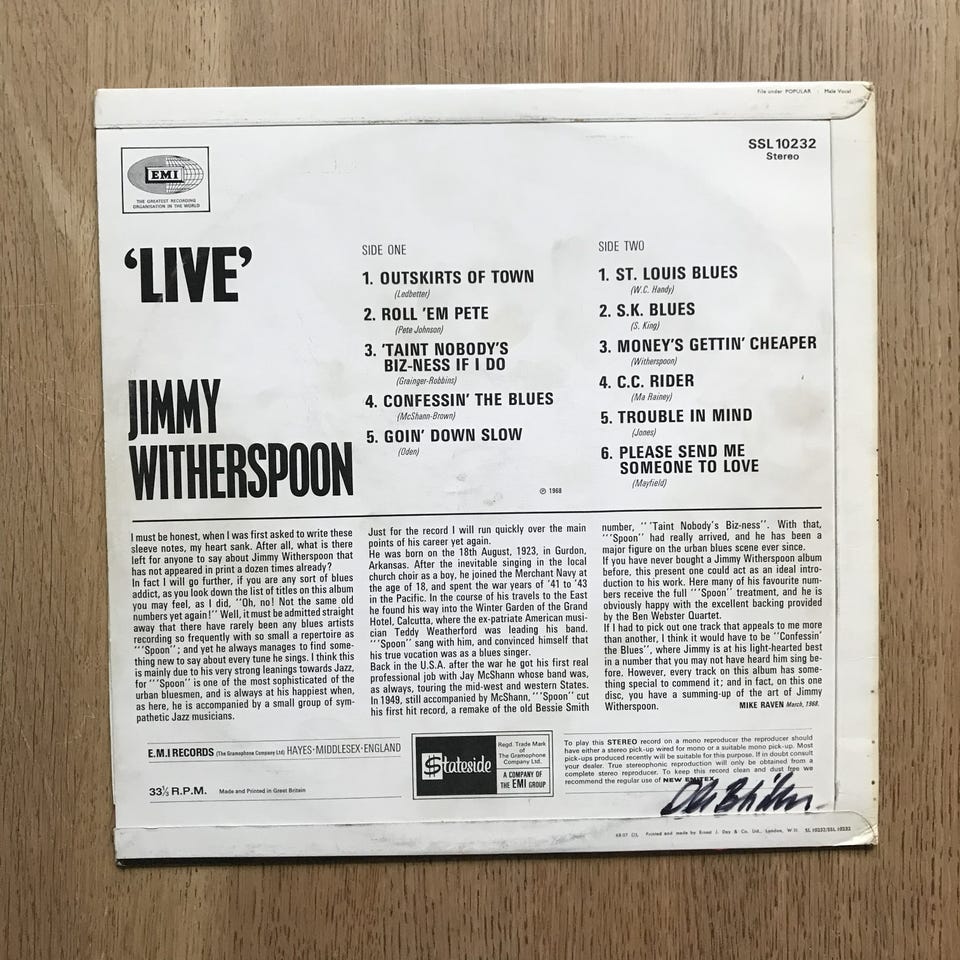 File under POPULAR : Male Vocal
SSL 10232
Stereo
EMI
THE GREATEST RECORDING
ORGANISATION IN THE WORLD
'LIVE'
JIMMY
WITHERSPOON
SIDE ONE
1. OUTSKIRTS OF TOWN
(Ledbetter)
2. ROLL 'EM PETE
(Pete Johnson)
3. 'TAINT NOBODY'S
BIZ-NESS IF I DO
(Grainger-Robbins)
4. CONFESSIN' THE BLUES
(McShann-Brown)
5. GOIN' DOWN SLOW
(Oden)
SIDE TWO
1. ST. LOUIS BLUES
(W.C. Handy)
2. S.K. BLUES
(S. King)
3. MONEY'S GETTIN' CHEAPER
(Witherspoon)
4. C.C. RIDER
(Ma Rainey)
5. TROUBLE IN MIND
(Jones)
6. PLEASE SEND ME
SOMEONE TO LOVE
(Mayfield)
℗ 1968
I must be honest, when I was first asked to write these
sleeve notes, my heart sank. After all, what is there
left for anyone to say about Jimmy Witherspoon that
has not appeared in print a dozen times already?
In fact I will go further, if you are any sort of blues
addict, as you look down the list of titles on this album
you may feel, as I did, "Oh, no! Not the same old
numbers yet again!" Well, it must be admitted straight
away that there have rarely been any blues artists
recording so frequently with so small a repertoire as
"'Spoon"; and yet he always manages to find some-
thing new to say about every tune he sings. I think this
is mainly due to his very strong leanings towards Jazz,
for "'Spoon" is one of the most sophisticated of the
urban bluesmen, and is always at his happiest when,
as here, he is accompanied by a small group of sym-
pathetic Jazz musicians.
Just for the record I will run quickly over the main
points of his career yet again.
He was born on the 18th August, 1923, in Gurdon,
Arkansas. After the inevitable singing in the local
church choir as a boy, he joined the Merchant Navy at
the age of 18, and spent the war years of '41 to '43
in the Pacific. In the course of his travels to the East
he found his way into the Winter Garden of the Grand
Hotel, Calcutta, where the ex-patriate American musi-
cian Teddy Weatherford was leading his band.
"'Spoon" sang with him, and convinced himself that
his true vocation was as a blues singer.
Back in the U.S.A. after the war he got his first real
professional job with Jay McShann whose band was,
as always, touring the mid-west and western States.
In 1949, still accompanied by McShann, "'Spoon" cut
his first hit record, a remake of the old Bessie Smith
number, "'Taint Nobody's Biz-ness". With that,
"'Spoon" had really arrived, and he has been a
major figure on the urban blues scene ever since.
If you have never bought a Jimmy Witherspoon album
before, this present one could act as an ideal intro-
duction to his work. Here many of his favourite num-
bers receive the full "'Spoon" treatment, and he is
obviously happy with the excellent backing provided
by the Ben Webster Quartet.
If I had to pick out one track that appeals to me more
than another, I think it would have to be "Confessin'
the Blues", where Jimmy is at his light-hearted best
in a number that you may not have heard him sing be-
fore. However, every track on this album has some-
thing special to commend it; and in fact, on this one
disc, you have a summing-up of the art of Jimmy
Witherspoon. MIKE RAVEN March, 1968.
E.M.I RECORDS (The Gramophone Company Ltd) HAYES·MIDDLESEX·ENGLAND
33⅓ R.P.M. Made and Printed in Great Britain
Stateside
Regd. Trade Mark
of The
Gramophone
Company Ltd.
A COMPANY OF
THE EMI GROUP
To play this STEREO record on a mono reproducer the reproducer should
have either a stereo pick-up wired for mono or a suitable mono pick-up. Most
pick-ups produced recently will be suitable for this purpose. If in doubt consult
your dealer. True stereophonic reproduction will only be obtained from a
complete stereo reproducer. To keep this record clean and dust free we
recommend the regular use of NEW EMITEX
Printed and made by Ernest J. Day & Co. Ltd., London, W.1. SL 10232/SSL 10232